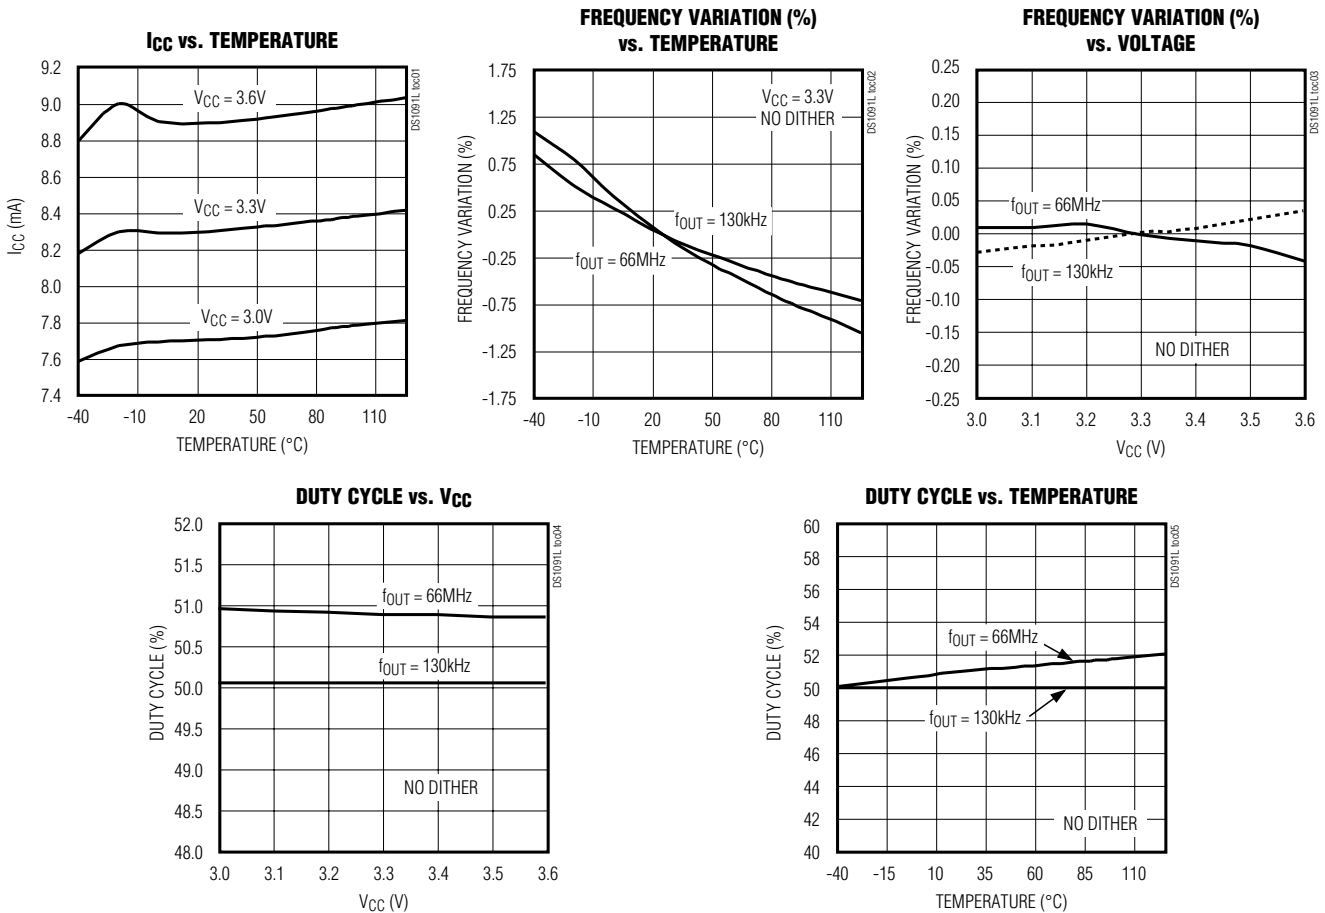 ICC vs. TEMPERATURE
9.2
9.0
8.8
8.6
8.4
8.2
8.0
7.8
7.6
7.4
ICC (mA)
VCC = 3.6V
VCC = 3.3V
VCC = 3.0V
-40 -10 20 50 80 110
TEMPERATURE (°C)
DS1091L toc01
FREQUENCY VARIATION (%)
vs. TEMPERATURE
1.75
1.25
0.75
0.25
-0.25
-0.75
-1.25
-1.75
FREQUENCY VARIATION (%)
VCC = 3.3V
NO DITHER
fOUT = 130kHz
fOUT = 66MHz
-40 -10 20 50 80 110
TEMPERATURE (°C)
DS1091L toc02
FREQUENCY VARIATION (%)
vs. VOLTAGE
0.25
0.20
0.15
0.10
0.05
0.00
-0.05
-0.10
-0.15
-0.20
-0.25
FREQUENCY VARIATION (%)
fOUT = 66MHz
fOUT = 130kHz
NO DITHER
3.0 3.1 3.2 3.3 3.4 3.5 3.6
VCC (V)
DS1091L toc03
DUTY CYCLE vs. VCC
52.0
51.5
51.0
50.5
50.0
49.5
49.0
48.5
48.0
DUTY CYCLE (%)
fOUT = 66MHz
fOUT = 130kHz
NO DITHER
3.0 3.1 3.2 3.3 3.4 3.5 3.6
VCC (V)
DS1091L toc04
DUTY CYCLE vs. TEMPERATURE
60
58
56
54
52
50
48
46
44
42
40
DUTY CYCLE (%)
fOUT = 66MHz
fOUT = 130kHz
NO DITHER
-40 -15 10 35 60 85 110
TEMPERATURE (°C)
DS1091L toc05